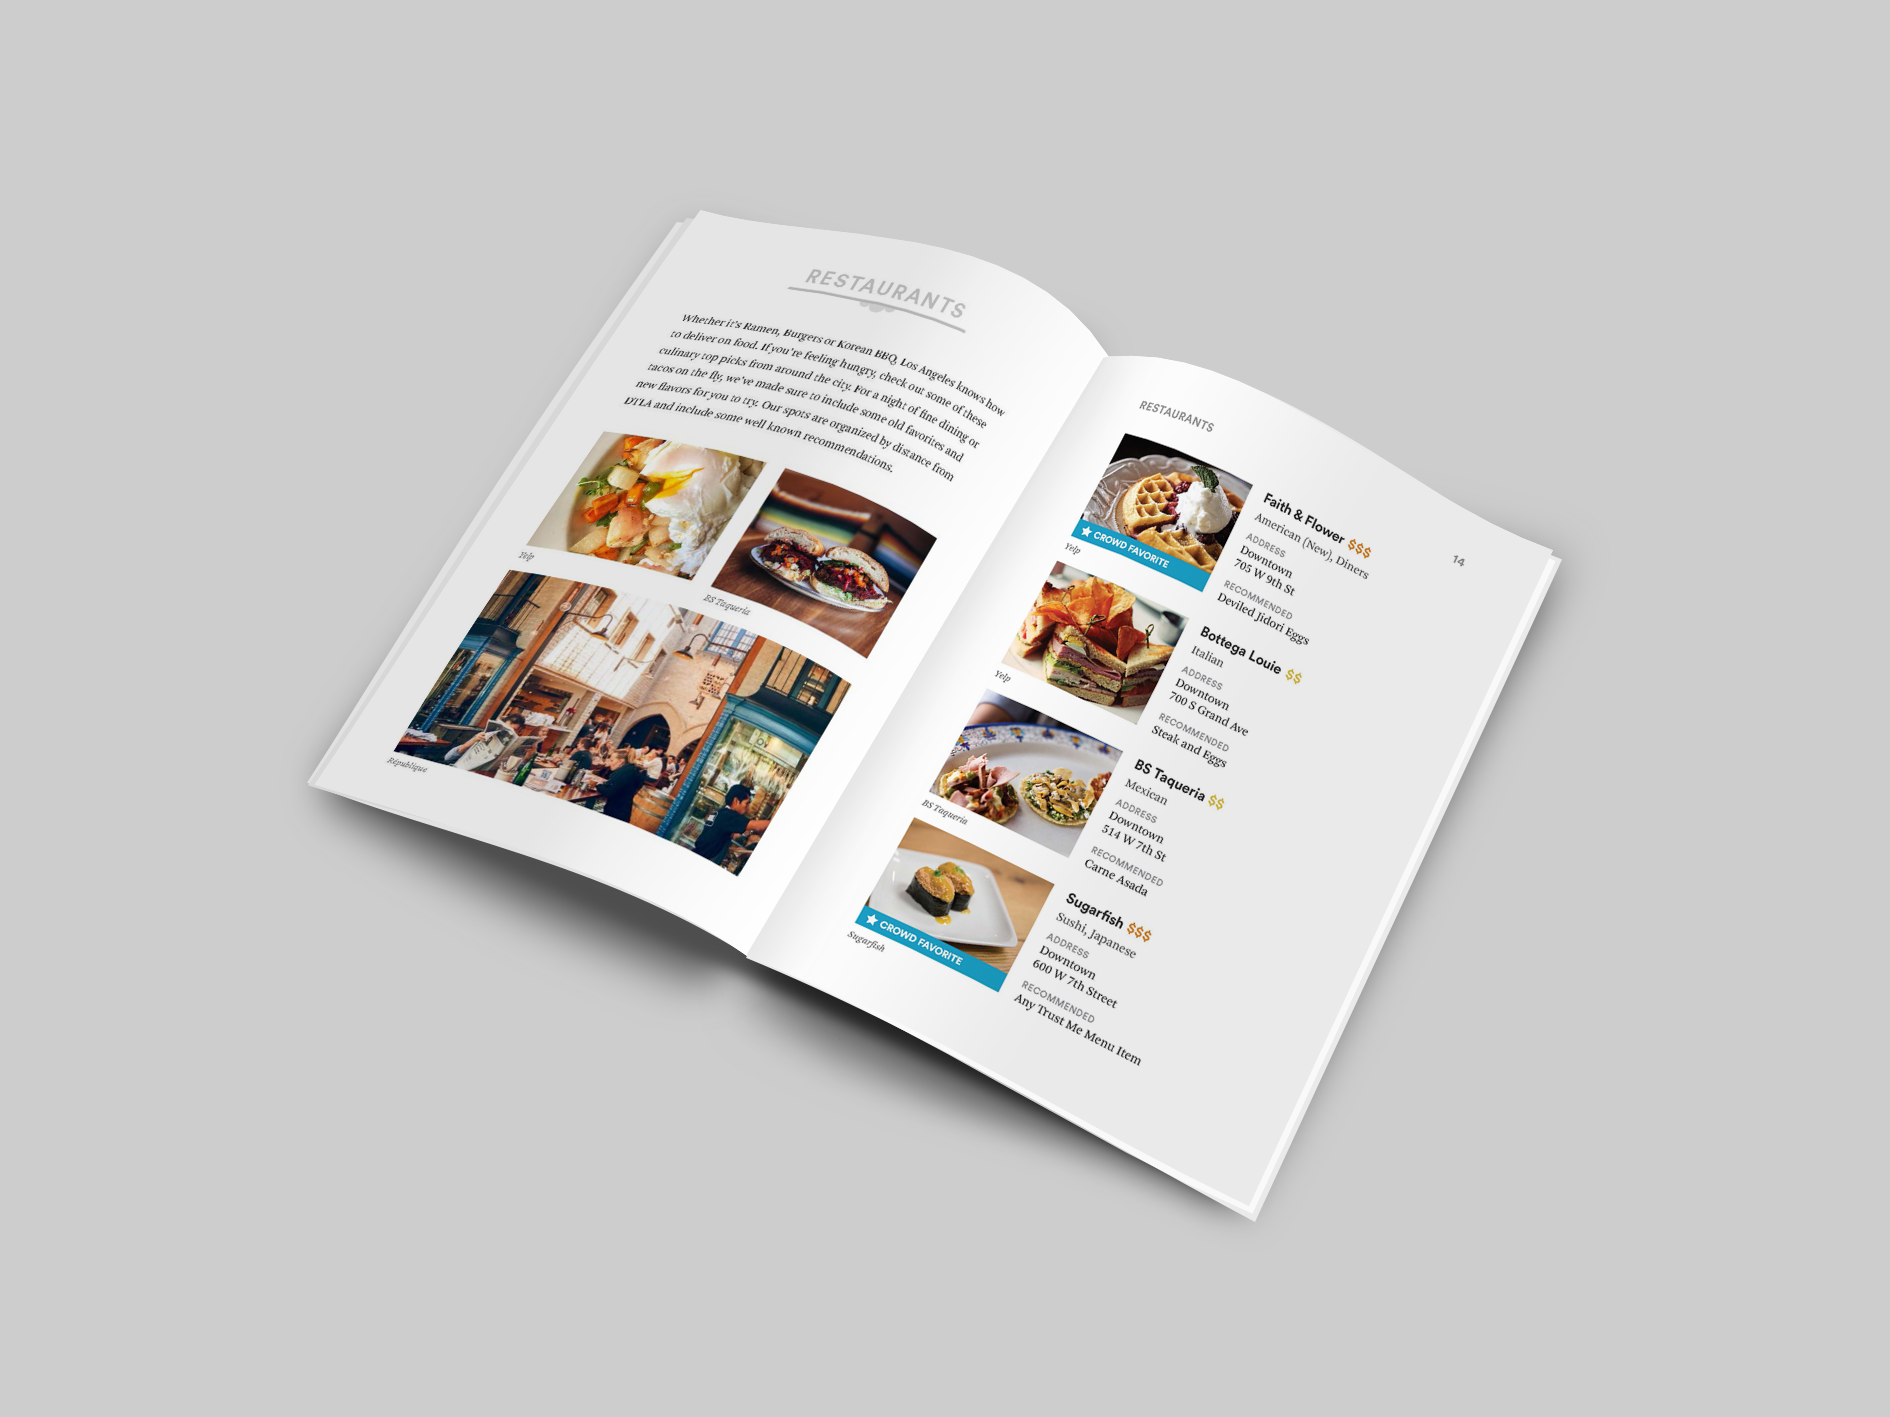 RESTAURANTS
Whether it's Ramen, Burgers or Korean BBQ, Los Angeles knows how
to deliver on food. If you're feeling hungry, check out some of these
culinary top picks from around the city. For a night of fine dining or
tacos on the fly, we've made sure to include some old favorites and
new flavors for you to try. Our spots are organized by distance from
DTLA and include some well known recommendations.
Yelp
BS Taqueria
République
RESTAURANTS
14
CROWD FAVORITE
Yelp
Faith & Flower $$$
American (New), Diners
ADDRESS
Downtown
705 W 9th St
RECOMMENDED
Deviled Jidori Eggs
Yelp
Bottega Louie $$
Italian
ADDRESS
Downtown
700 S Grand Ave
RECOMMENDED
Steak and Eggs
BS Taqueria
BS Taqueria $$
Mexican
ADDRESS
Downtown
514 W 7th St
RECOMMENDED
Carne Asada
CROWD FAVORITE
Sugarfish
Sugarfish $$$
Sushi, Japanese
ADDRESS
Downtown
600 W 7th Street
RECOMMENDED
Any Trust Me Menu Item